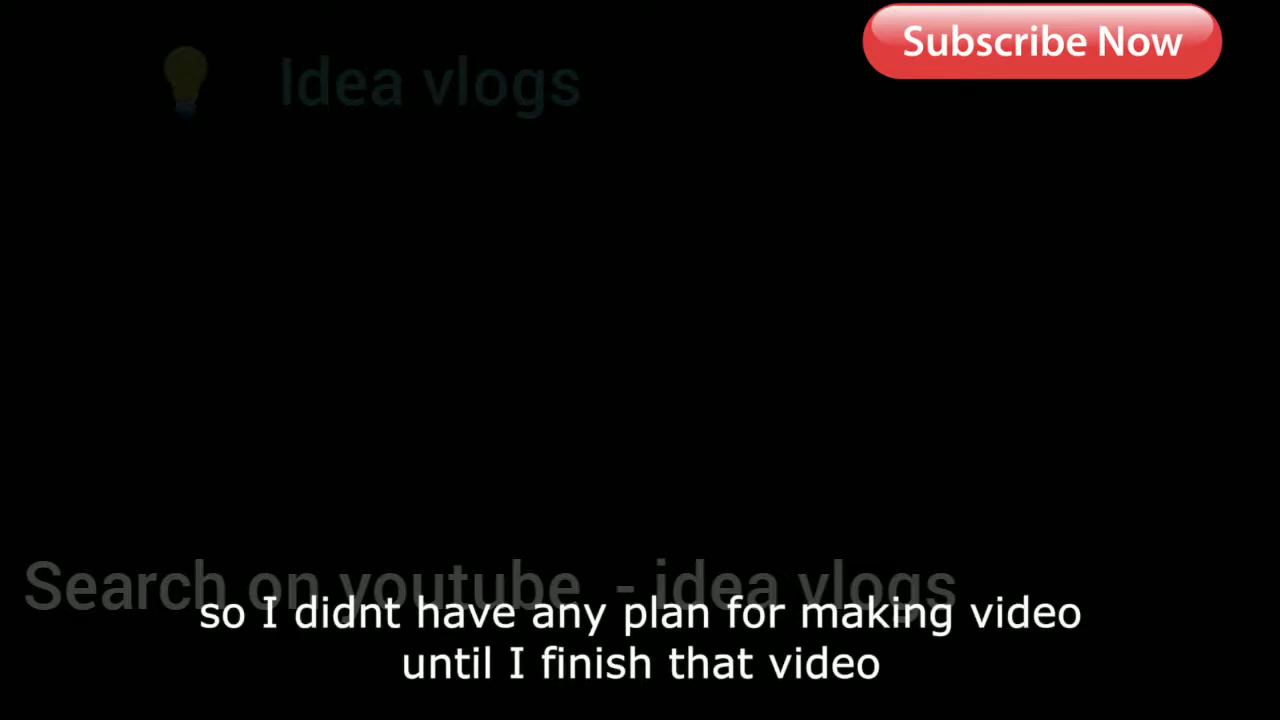 Subscribe Now
Idea vlogs
Search on youtube - idea vlogs
so I didnt have any plan for making video
until I finish that video